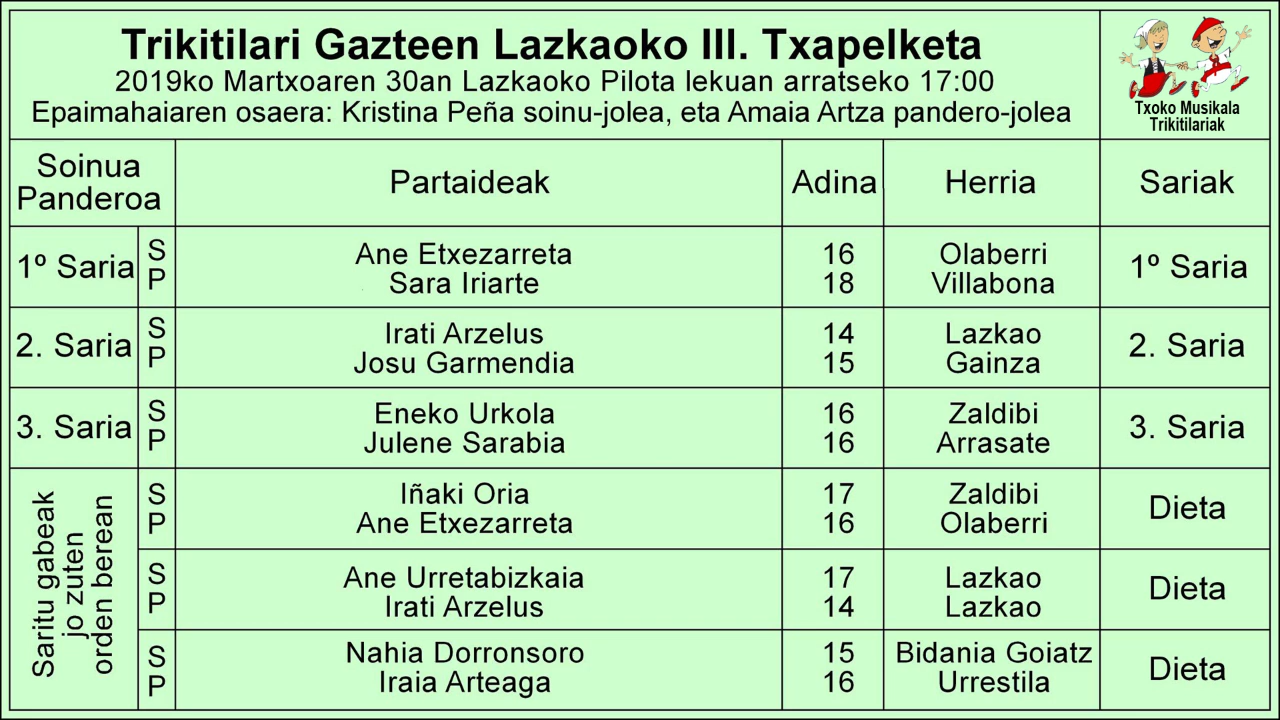 Trikitilari Gazteen Lazkaoko III. Txapelketa
2019ko Martxoaren 30an Lazkaoko Pilota lekuan arratseko 17:00
Epaimahaiaren osaera: Kristina Peña soinu-jolea, eta Amaia Artza pandero-jolea
Txoko Musikala
Trikitilariak
Soinua
Panderoa
Partaideak
Adina
Herria
Sariak
1º Saria
S
P
Ane Etxezarreta
Sara Iriarte
16
18
Olaberri
Villabona
1º Saria
2. Saria
S
P
Irati Arzelus
Josu Garmendia
14
15
Lazkao
Gainza
2. Saria
3. Saria
S
P
Eneko Urkola
Julene Sarabia
16
16
Zaldibi
Arrasate
3. Saria
Saritu gabeak
jo zuten
orden berean
S
P
Iñaki Oria
Ane Etxezarreta
17
16
Zaldibi
Olaberri
Dieta
S
P
Ane Urretabizkaia
Irati Arzelus
17
14
Lazkao
Lazkao
Dieta
S
P
Nahia Dorronsoro
Iraia Arteaga
15
16
Bidania Goiatz
Urrestila
Dieta